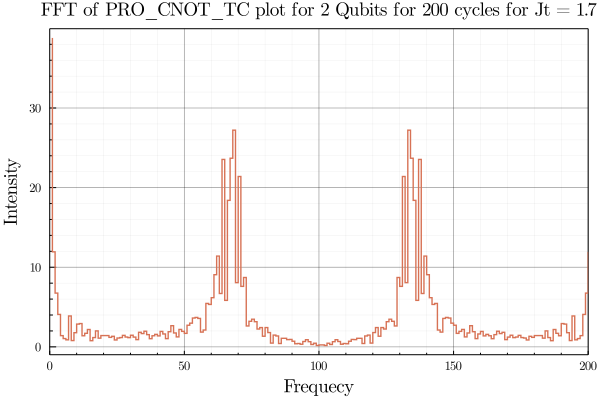 FFT of PRO_CNOT_TC plot for 2 Qubits for 200 cycles for Jt = 1.7
Intensity
30
20
10
0
0 50 100 150 200
Frequecy